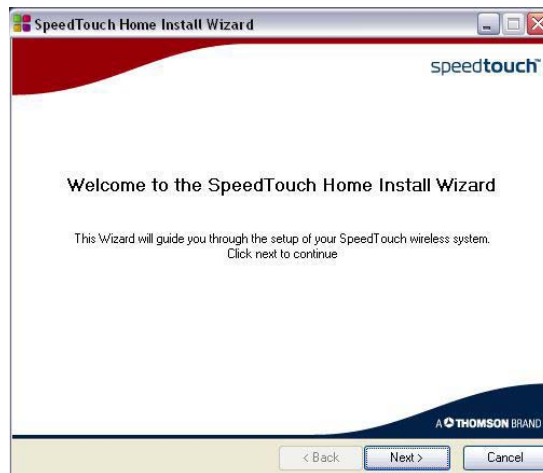 SpeedTouch Home Install Wizard
speedtouch™
Welcome to the SpeedTouch Home Install Wizard
This Wizard will guide you through the setup of your SpeedTouch wireless system.
Click next to continue
A THOMSON BRAND
< Back Next > Cancel